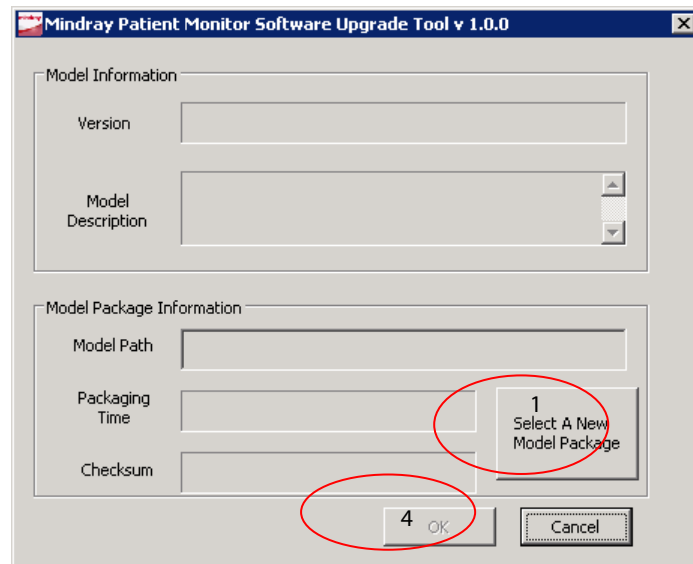 Mindray Patient Monitor Software Upgrade Tool v 1.0.0
Model Information
Version
Model
Description
Model Package Information
Model Path
Packaging
Time
1
Select A New
Model Package
Checksum
4
OK
Cancel